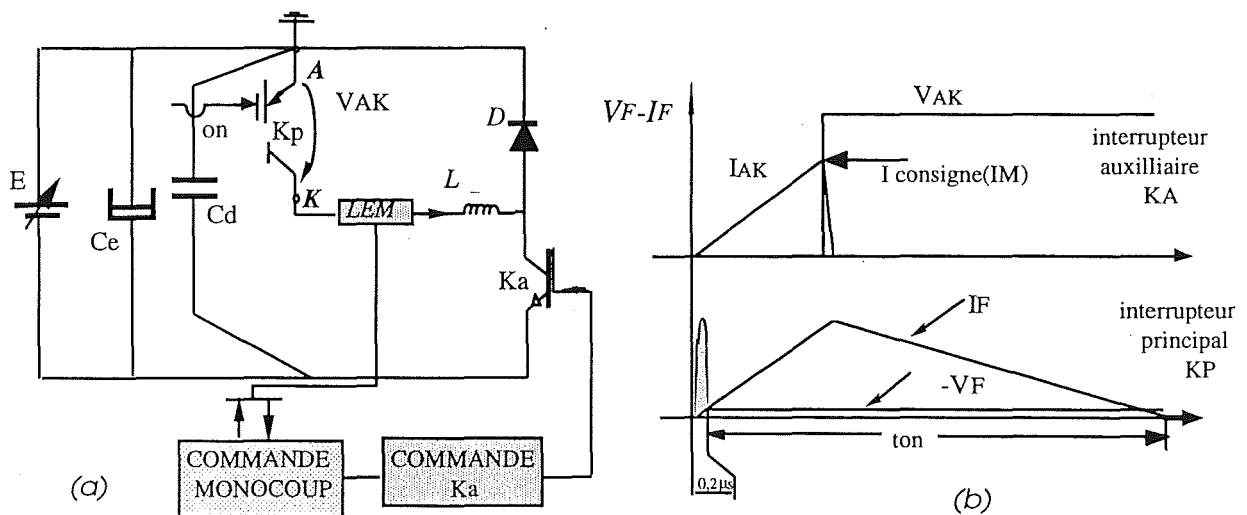 A
VAK
on
Kp
D
E
Ce
Cd
K
LEM
L
Ka
COMMANDE
MONOCOUP
COMMANDE
Ka
(a)
VF-IF
VAK
interrupteur
auxilliaire
KA
IAK
I consigne(IM)
IF
interrupteur
principal
KP
-VF
ton
0,2µs
(b)